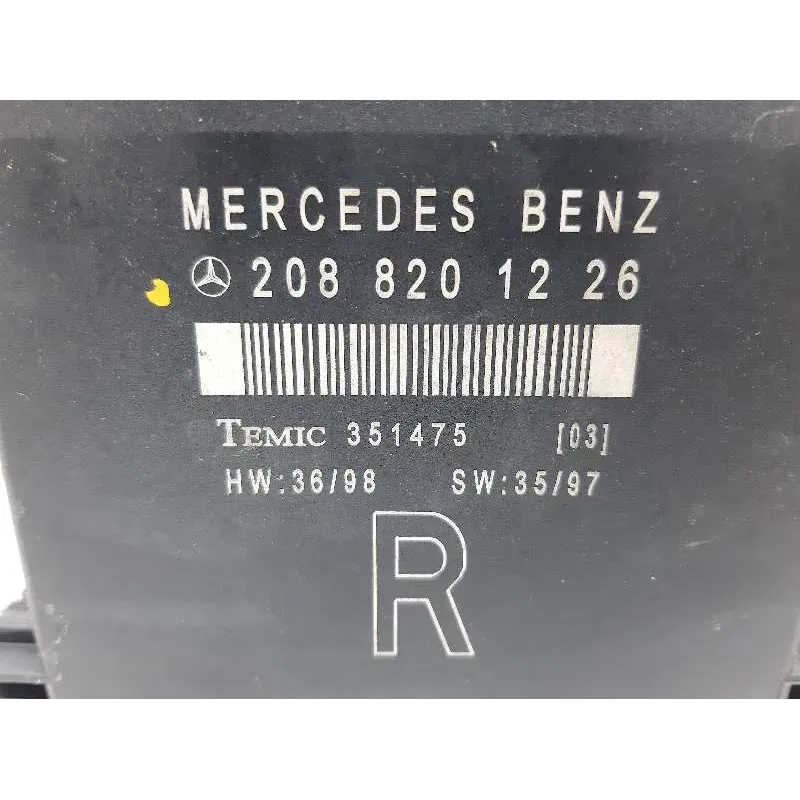 MERCEDES BENZ
208 820 12 26
TEMIC 351475 [03]
HW:36/98 SW:35/97
R